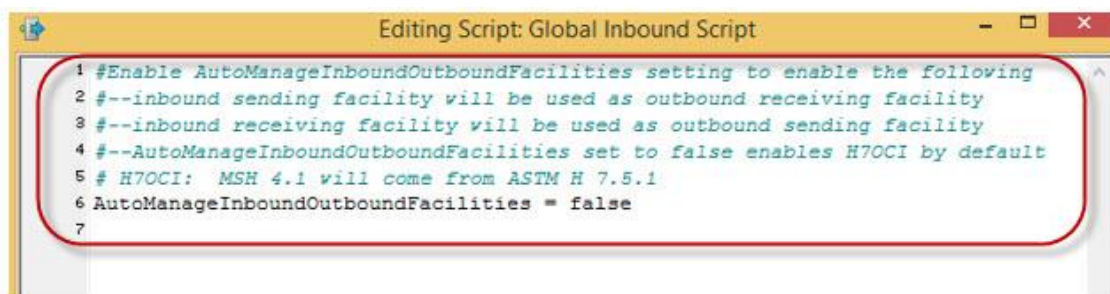 Editing Script: Global Inbound Script
1 #Enable AutoManageInboundOutboundFacilities setting to enable the following
2 #--inbound sending facility will be used as outbound receiving facility
3 #--inbound receiving facility will be used as outbound sending facility
4 #--AutoManageInboundOutboundFacilities set to false enables H7OCI by default
5 # H7OCI:  MSH 4.1 will come from ASTM H 7.5.1
6 AutoManageInboundOutboundFacilities = false
7